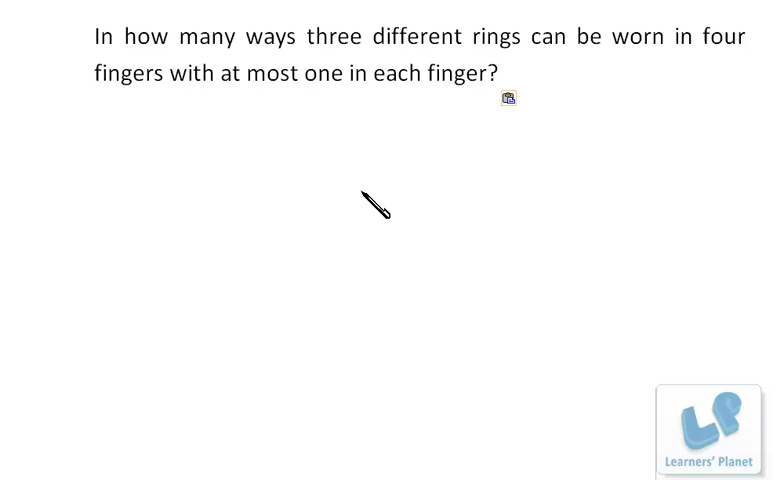 In how many ways three different rings can be worn in four
fingers with at most one in each finger?
LP
Learners' Planet